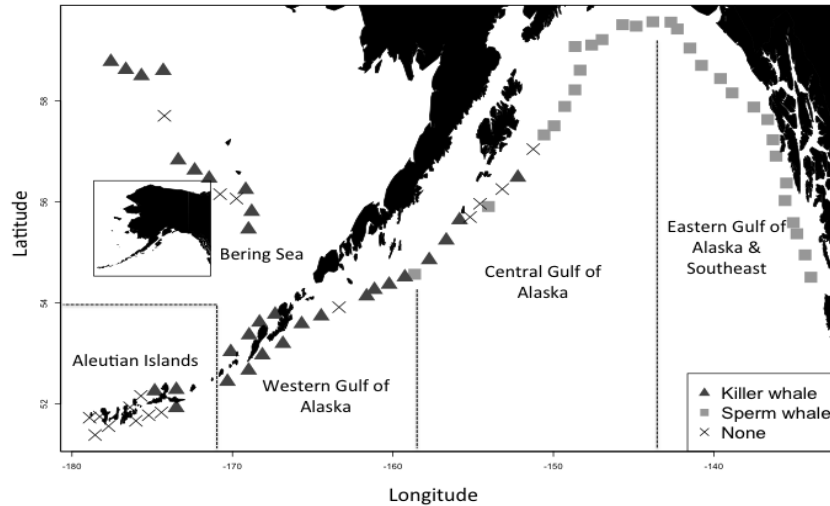 58
56
54
52
Latitude
Bering Sea
Eastern Gulf of
Alaska &
Southeast
Central Gulf of
Alaska
Aleutian Islands
Western Gulf of
Alaska
Killer whale
Sperm whale
None
-180
-170
-160
-150
-140
Longitude